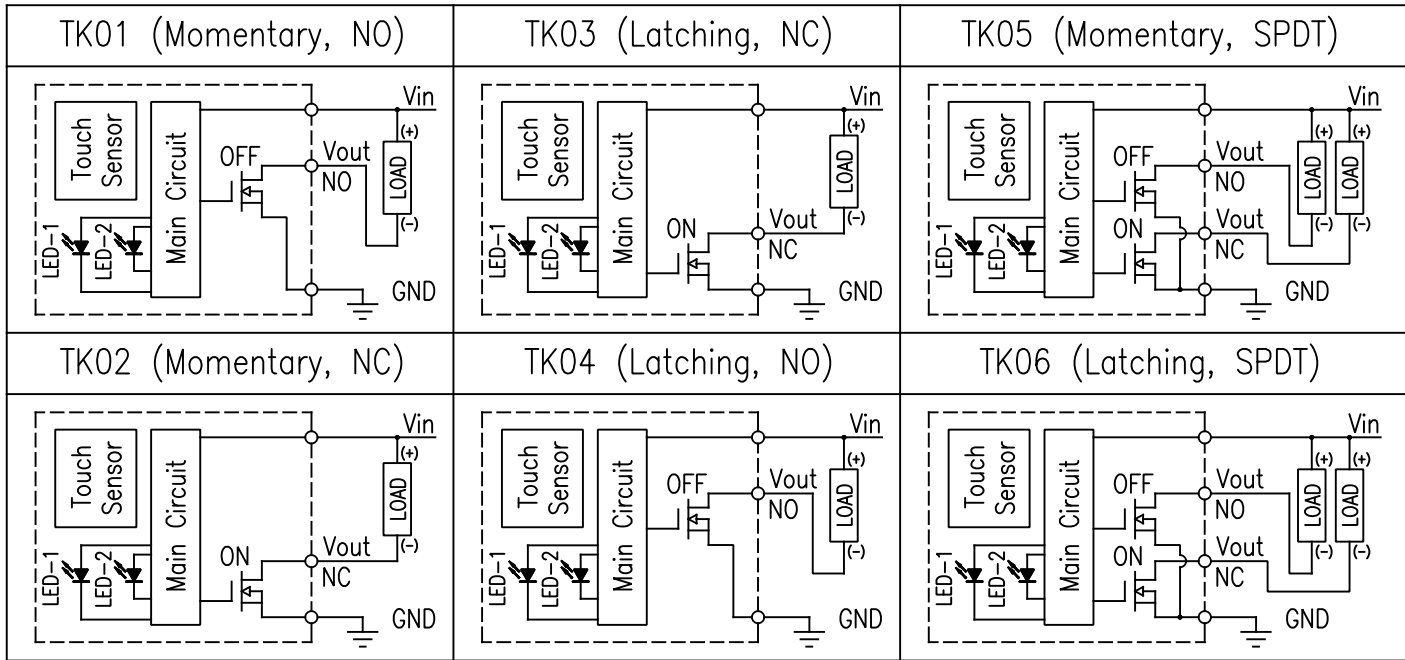 TK01 (Momentary, NO)
Touch
Sensor
Main Circuit
LED-1
LED-2
OFF
Vin
(+)
LOAD
(-)
Vout
NO
GND
TK03 (Latching, NC)
Touch
Sensor
Main Circuit
LED-1
LED-2
ON
Vin
(+)
LOAD
(-)
Vout
NC
GND
TK05 (Momentary, SPDT)
Touch
Sensor
Main Circuit
LED-1
LED-2
OFF
ON
Vin
(+)
(+)
LOAD
LOAD
(-)
(-)
Vout
NO
Vout
NC
GND
TK02 (Momentary, NC)
Touch
Sensor
Main Circuit
LED-1
LED-2
ON
Vin
(+)
LOAD
(-)
Vout
NC
GND
TK04 (Latching, NO)
Touch
Sensor
Main Circuit
LED-1
LED-2
OFF
Vin
(+)
LOAD
(-)
Vout
NO
GND
TK06 (Latching, SPDT)
Touch
Sensor
Main Circuit
LED-1
LED-2
OFF
ON
Vin
(+)
(+)
LOAD
LOAD
(-)
(-)
Vout
NO
Vout
NC
GND